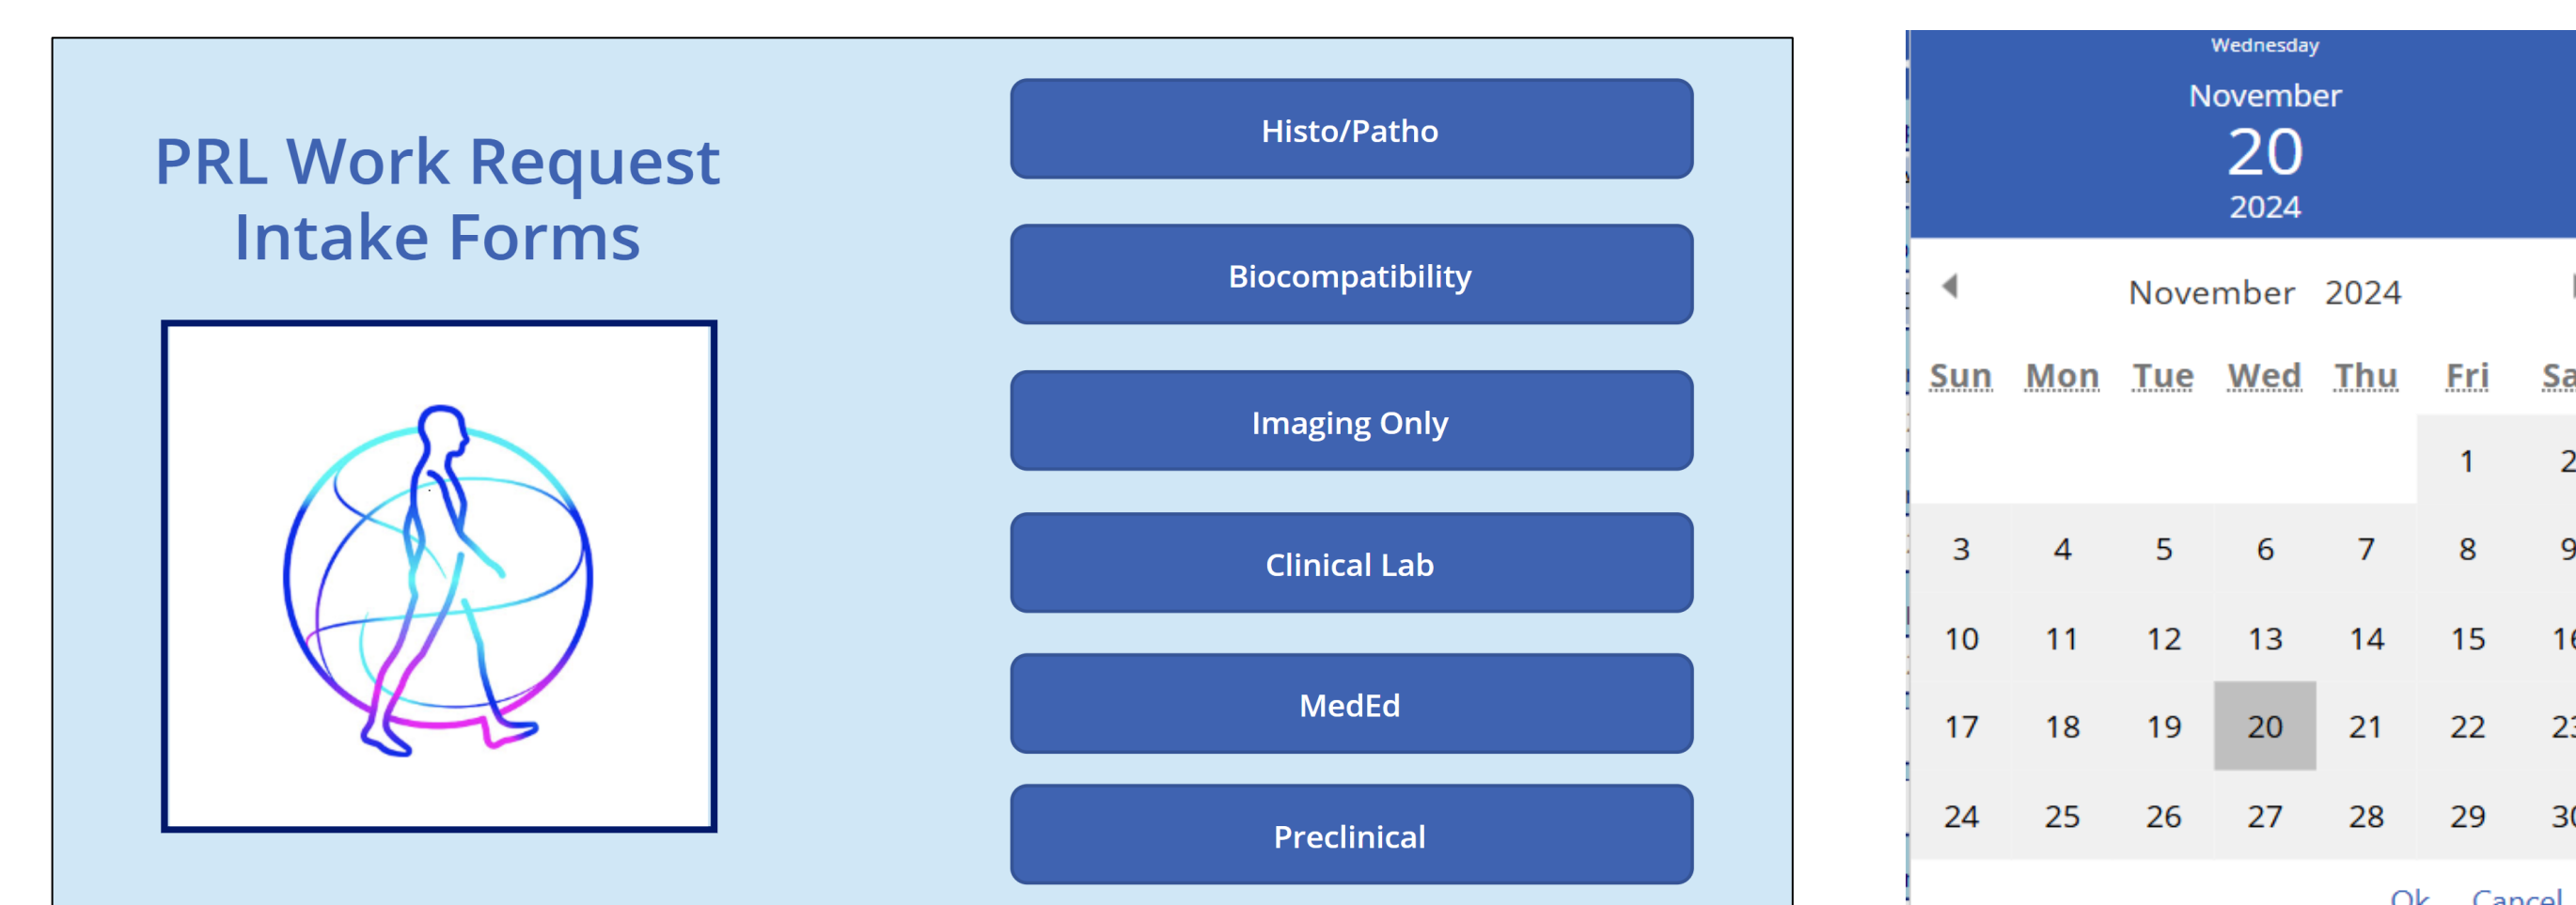 PRL Work Request
Intake Forms
Histo/Patho
Biocompatibility
Imaging Only
Clinical Lab
MedEd
Preclinical
Wednesday
November
20
2024
November 2024
Sun Mon Tue Wed Thu Fri
1
3 4 5 6 7 8 9
10 11 12 13 14 15
17 18 19 20 21 22
24 25 26 27 28 29
Ok Cancel